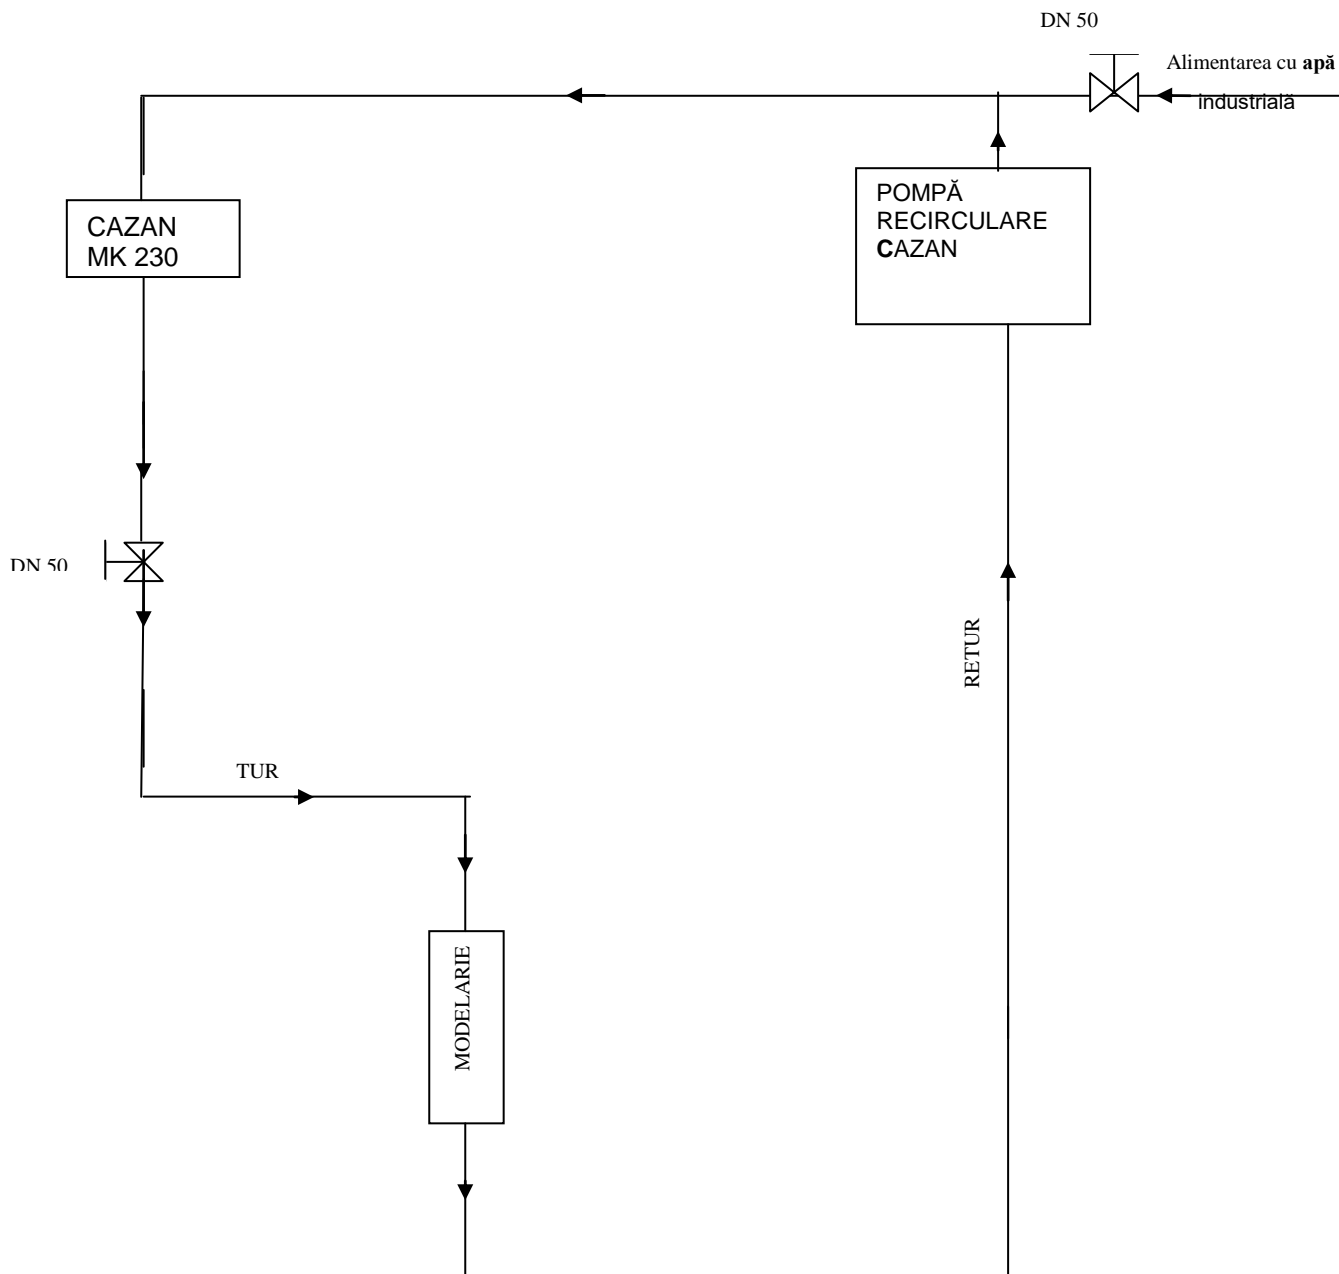 DN 50
Alimentarea cu apă
industrială
CAZAN
MK 230
POMPĂ
RECIRCULARE
CAZAN
DN 50
RETUR
TUR
MODELARIE